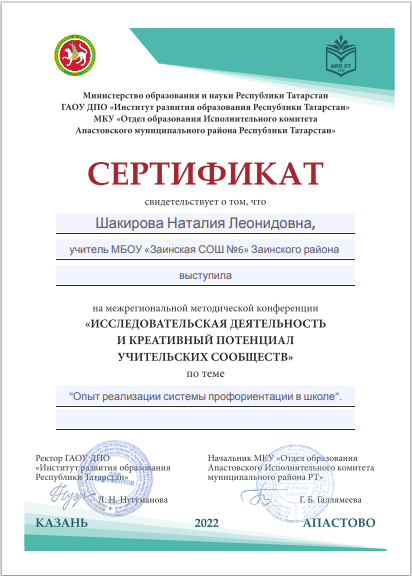 ИРО РТ
Министерство образования и науки Республики Татарстан
ГАОУ ДПО «Институт развития образования Республики Татарстан»
МКУ «Отдел образования Исполнительного комитета
Апастовского муниципального района Республики Татарстан»
СЕРТИФИКАТ
свидетельствует о том, что
Шакирова Наталия Леонидовна,
учитель МБОУ «Заинская СОШ №6» Заинского района
выступила
на межрегиональной методической конференции
«ИССЛЕДОВАТЕЛЬСКАЯ ДЕЯТЕЛЬНОСТЬ
И КРЕАТИВНЫЙ ПОТЕНЦИАЛ
УЧИТЕЛЬСКИХ СООБЩЕСТВ»
по теме
"Опыт реализации системы профориентации в школе".
Ректор ГАОУ ДПО
«Институт развития образования
Республики Татарстан»
Л. Н. Нугуманова
Начальник МКУ «Отдел образования
Апастовского Исполнительного комитета
муниципального района РТ»
Г. Б. Галлямеева
КАЗАНЬ 2022 АПАСТОВО